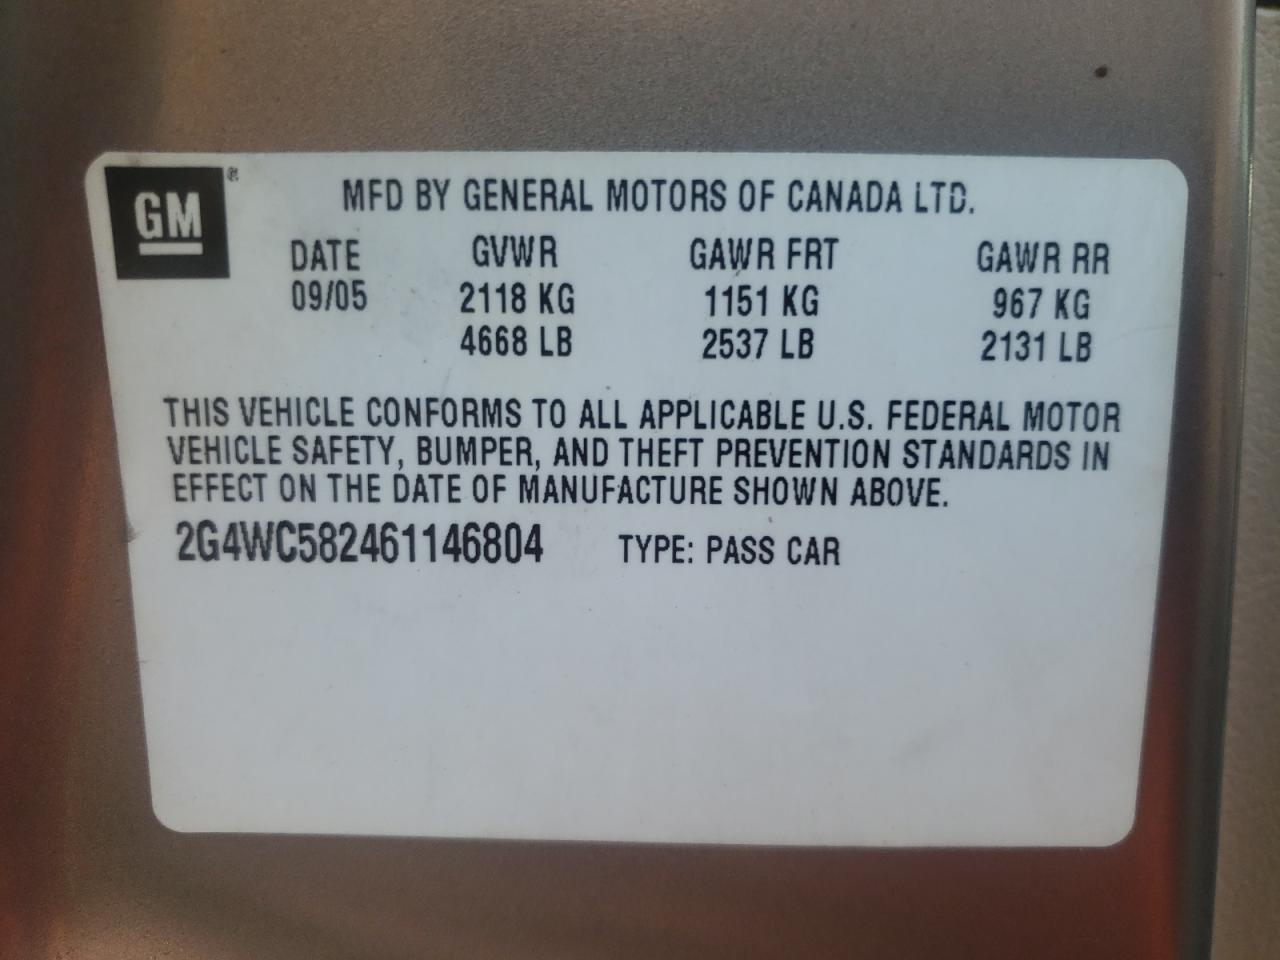 GM ®
MFD BY GENERAL MOTORS OF CANADA LTD.
DATE GVWR GAWR FRT GAWR RR
09/05 2118 KG 1151 KG 967 KG
4668 LB 2537 LB 2131 LB
THIS VEHICLE CONFORMS TO ALL APPLICABLE U.S. FEDERAL MOTOR
VEHICLE SAFETY, BUMPER, AND THEFT PREVENTION STANDARDS IN
EFFECT ON THE DATE OF MANUFACTURE SHOWN ABOVE.
2G4WC582461146804 TYPE: PASS CAR